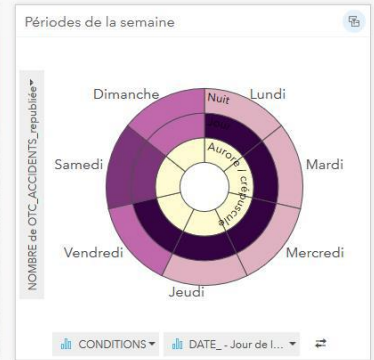 Périodes de la semaine
NOMBRE de OTC_ACCIDENTS_republiée
Dimanche
Nuit
Lundi
Aurore / crépuscule
Samedi
Mardi
Vendredi
Mercredi
Jeudi
CONDITIONS
DATE_ - Jour de l...